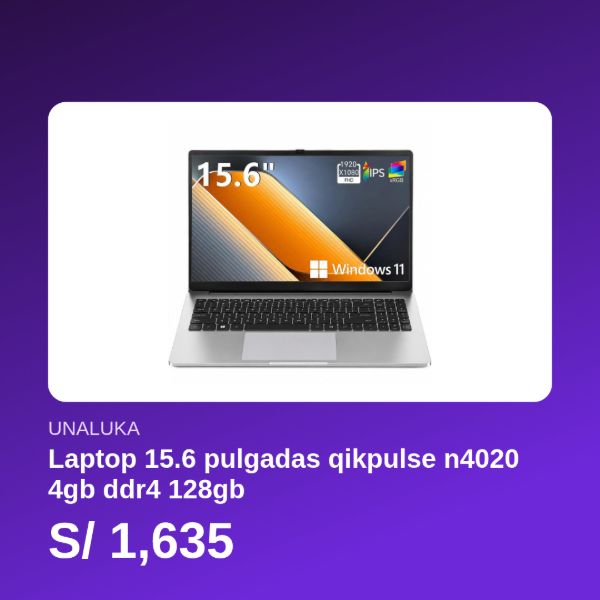 15.6"
1920
X1080
FHD
IPS
sRGB
Windows 11
UNALUKA
Laptop 15.6 pulgadas qikpulse n4020
4gb ddr4 128gb
S/ 1,635